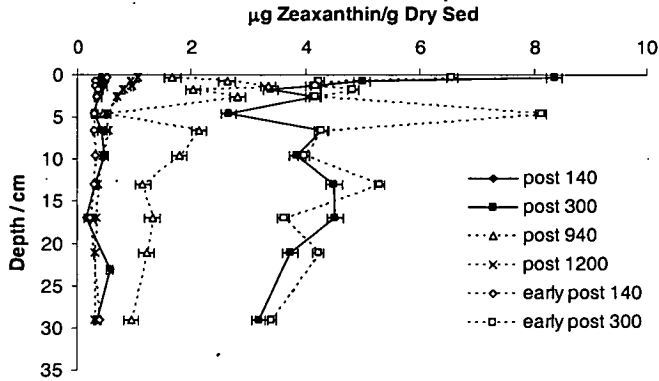 µg Zeaxanthin/g Dry Sed
0 2 4 6 8 10
0
5
10
15
20
25
30
35
Depth / cm
post 140
post 300
post 940
post 1200
early post 140
early post 300